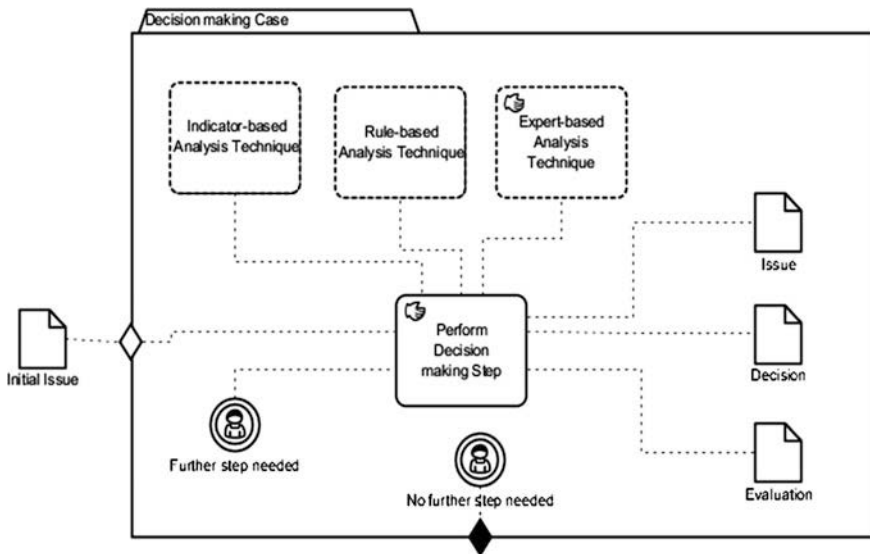 Decision making Case
Indicator-based
Analysis Technique
Rule-based
Analysis Technique
Expert-based
Analysis
Technique
Issue
Perform
Decision
making Step
Initial Issue
Decision
Further step needed
No further step needed
Evaluation